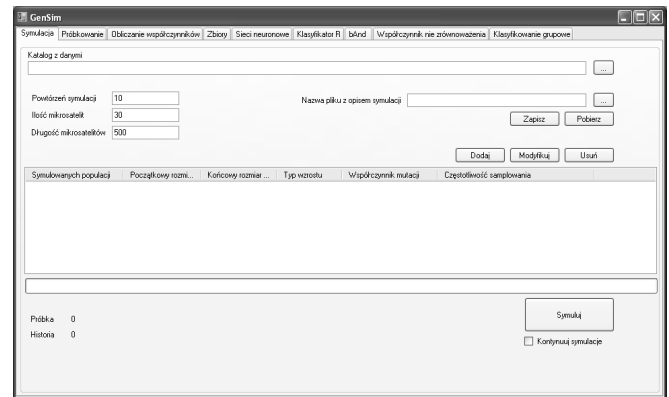 GenSim
Symulacja Próbkowanie Obliczanie współczynników Zbiory Sieci neuronowe Klasyfikator R bAnd Współczynnik nie zrównoważenia Klasyfikowanie grupowe
Katalog z danymi
...
Powtórzeń symulacji 10 Nazwa pliku z opisem symulacji ...
Ilość mikrosatelit 30 Zapisz Pobierz
Długość mikrosatelitów 500
Dodaj Modyfikuj Usuń
Symulowanych populacji Początkowy rozmi... Końcowy rozmiar ... Typ wzrostu Współczynnik mutacji Częstotliwość samplowania
Symuluj
Próbka 0
Historia 0
Kontynuuj symulacje